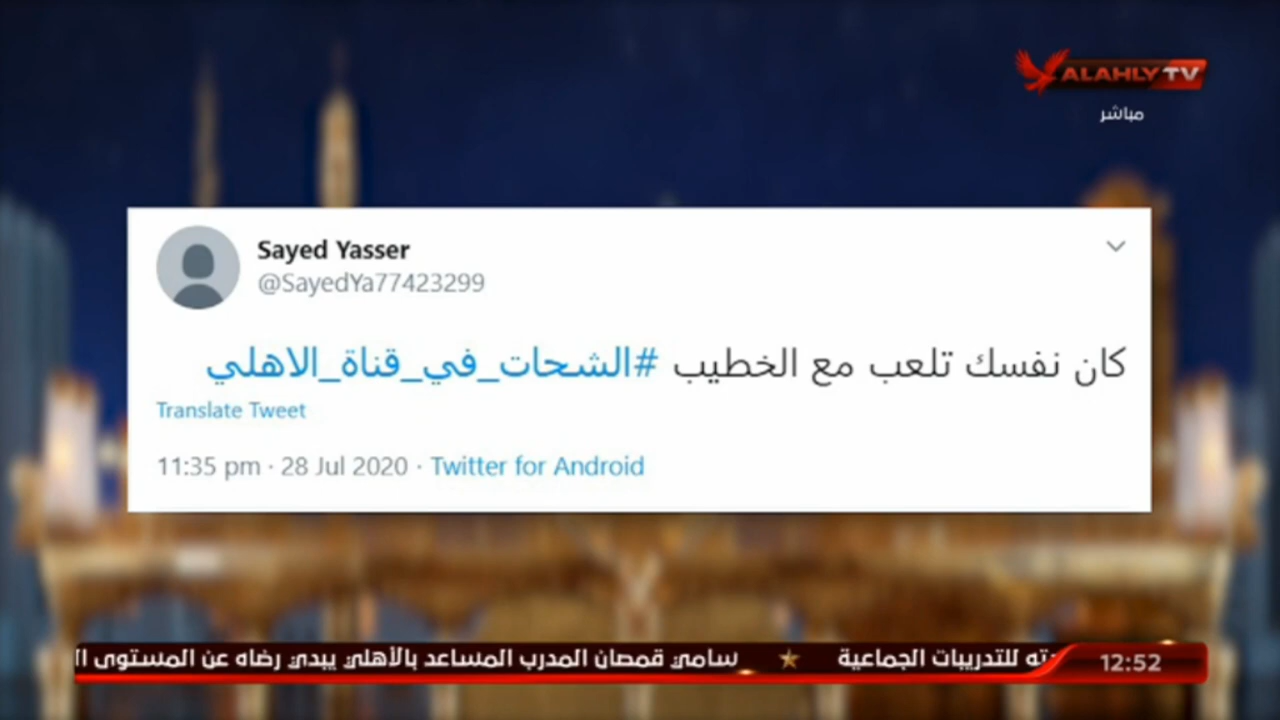 ALAHLY TV
مباشر
Sayed Yasser
@SayedYa77423299
كان نفسك تلعب مع الخطيب #الشحات_في_قناة_الاهلي
Translate Tweet
11:35 pm · 28 Jul 2020 · Twitter for Android
للتدريبات الجماعية ★ سامي قمصان المدرب المساعد بالأهلي يبدي رضاه عن المستوى
12:52